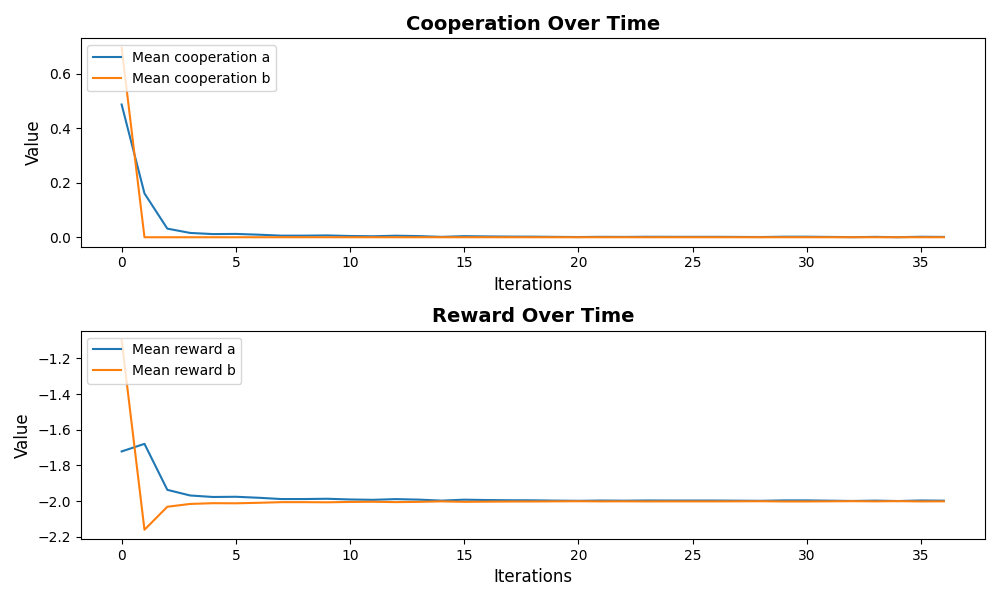 Cooperation Over Time
Mean cooperation a
Mean cooperation b
Value
0.6
0.4
0.2
0.0
0 5 10 15 20 25 30 35
Iterations
Reward Over Time
Mean reward a
Mean reward b
Value
−1.2
−1.4
−1.6
−1.8
−2.0
−2.2
0 5 10 15 20 25 30 35
Iterations